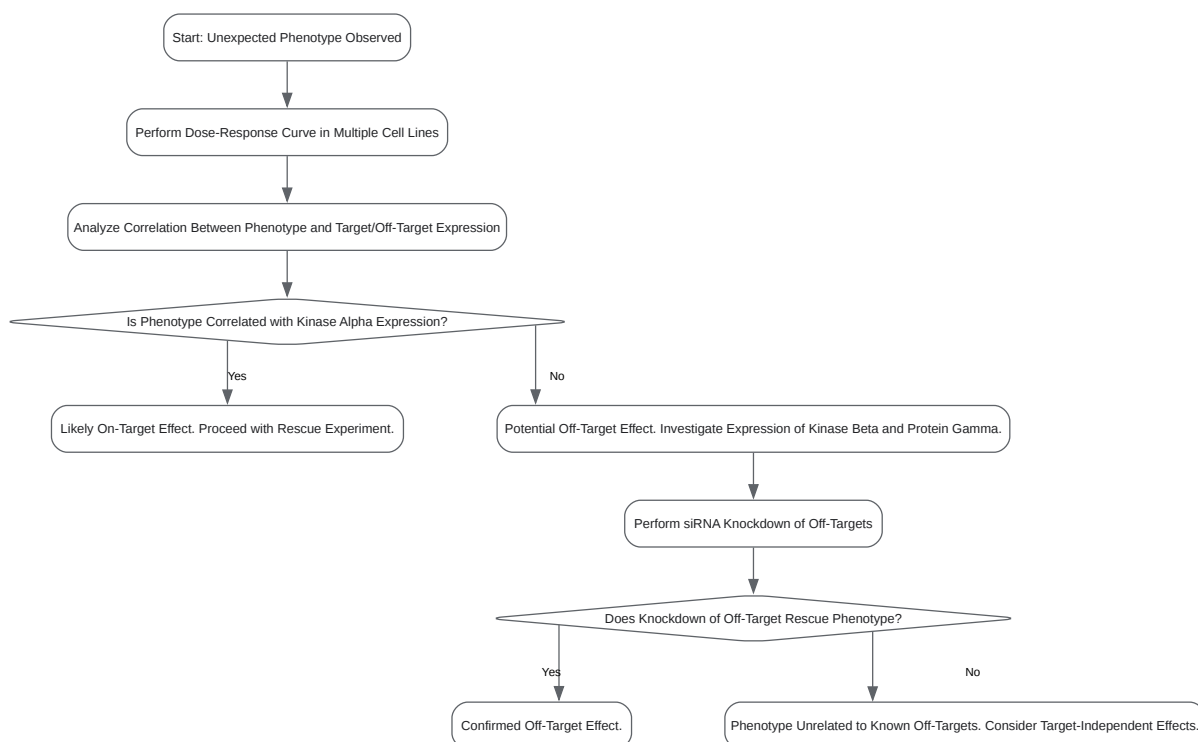 Start: Unexpected Phenotype Observed
Perform Dose-Response Curve in Multiple Cell Lines
Analyze Correlation Between Phenotype and Target/Off-Target Expression
Is Phenotype Correlated with Kinase Alpha Expression?
Yes
No
Likely On-Target Effect. Proceed with Rescue Experiment.
Potential Off-Target Effect. Investigate Expression of Kinase Beta and Protein Gamma.
Perform siRNA Knockdown of Off-Targets
Does Knockdown of Off-Target Rescue Phenotype?
Yes
No
Confirmed Off-Target Effect.
Phenotype Unrelated to Known Off-Targets. Consider Target-Independent Effects.